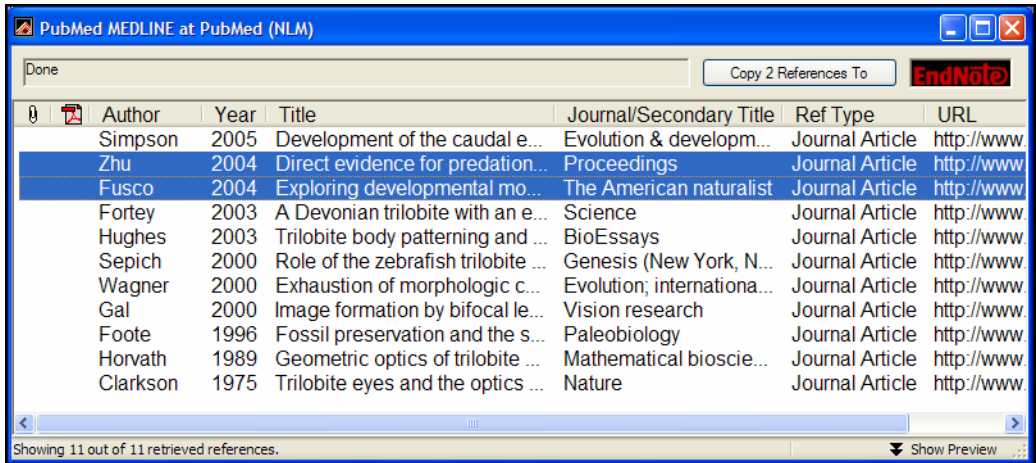 PubMed MEDLINE at PubMed (NLM)
Done Copy 2 References To EndNote
Author Year Title Journal/Secondary Title Ref Type URL
Simpson 2005 Development of the caudal e... Evolution & developm... Journal Article http://www.
Zhu 2004 Direct evidence for predation... Proceedings Journal Article http://www.
Fusco 2004 Exploring developmental mo... The American naturalist Journal Article http://www.
Fortey 2003 A Devonian trilobite with an e... Science Journal Article http://www.
Hughes 2003 Trilobite body patterning and ... BioEssays Journal Article http://www.
Sepich 2000 Role of the zebrafish trilobite ... Genesis (New York, N... Journal Article http://www.
Wagner 2000 Exhaustion of morphologic c... Evolution; internationa... Journal Article http://www.
Gal 2000 Image formation by bifocal le... Vision research Journal Article http://www.
Foote 1996 Fossil preservation and the s... Paleobiology Journal Article http://www.
Horvath 1989 Geometric optics of trilobite ... Mathematical bioscie... Journal Article http://www.
Clarkson 1975 Trilobite eyes and the optics ... Nature Journal Article http://www.
Showing 11 out of 11 retrieved references. Show Preview